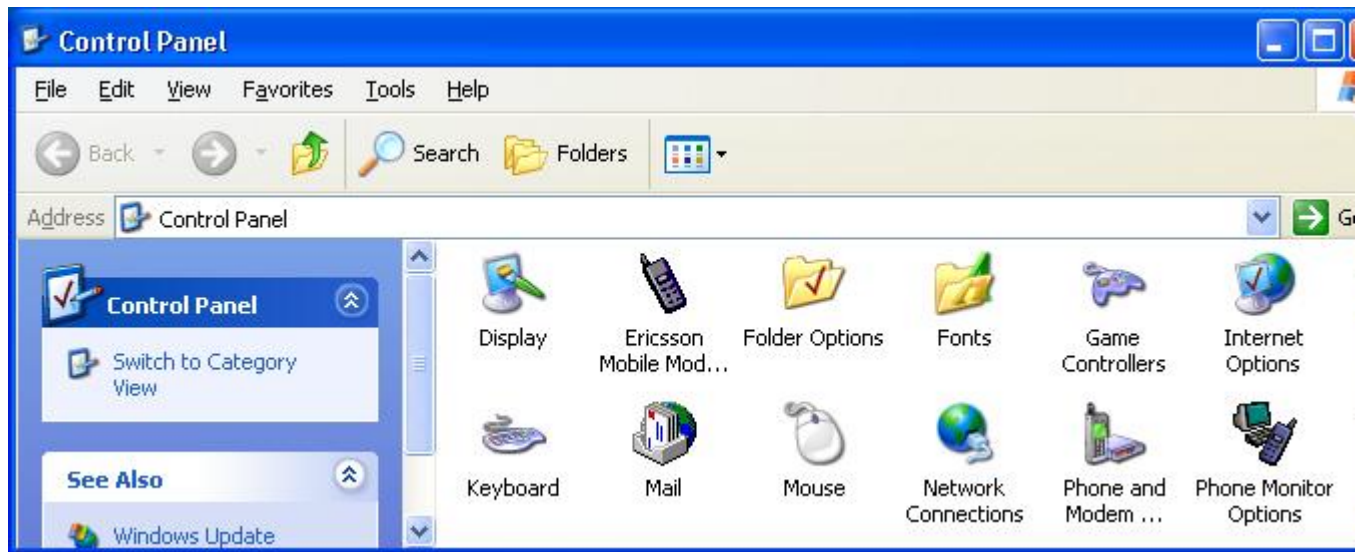 Control Panel
File Edit View Favorites Tools Help
Back Search Folders
Address Control Panel
Control Panel
Switch to Category
View
See Also
Windows Update
Display
Ericsson
Mobile Mod...
Folder Options
Fonts
Game
Controllers
Internet
Options
Keyboard
Mail
Mouse
Network
Connections
Phone and
Modem ...
Phone Monitor
Options